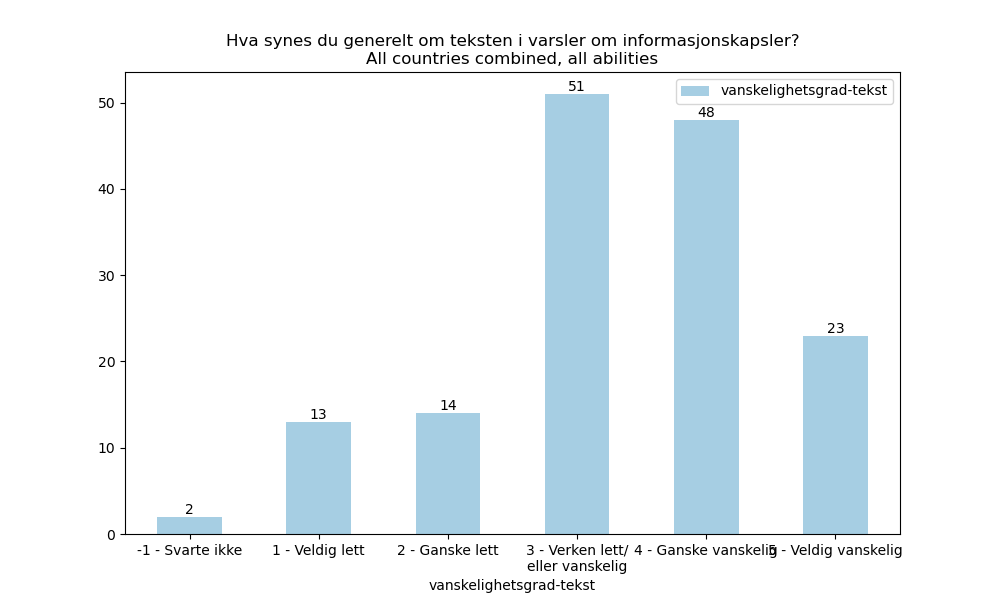 Hva synes du generelt om teksten i varsler om informasjonskapsler?
All countries combined, all abilities
vanskelighetsgrad-tekst
50
40
30
20
10
0
2
13
14
51
48
23
-1 - Svarte ikke
1 - Veldig lett
2 - Ganske lett
3 - Verken lett/
eller vanskelig
4 - Ganske vanskelig
5 - Veldig vanskelig
vanskelighetsgrad-tekst